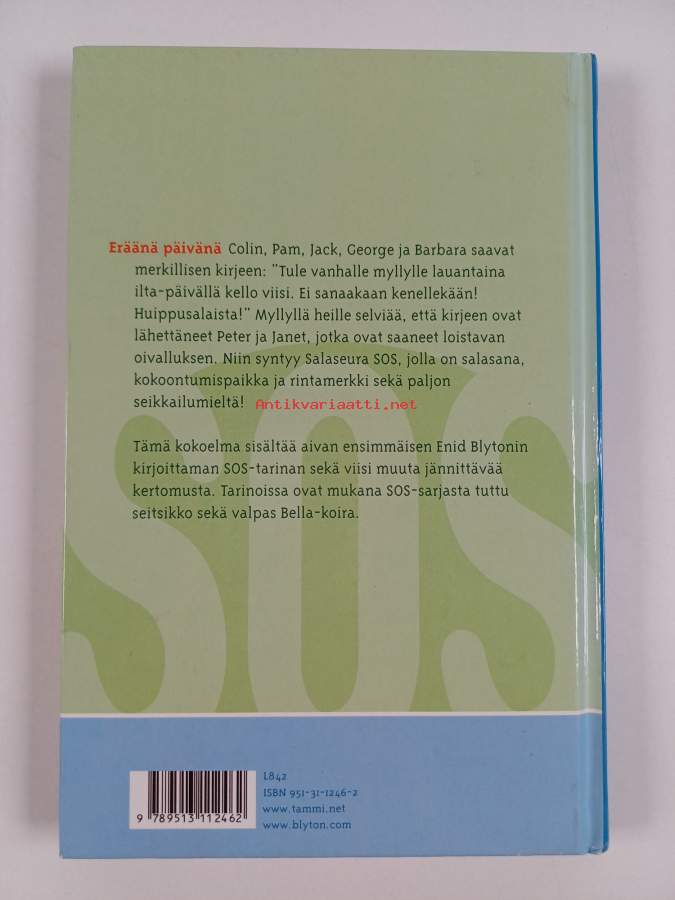 Eräänä päivänä Colin, Pam, Jack, George ja Barbara saavat
merkillisen kirjeen: "Tule vanhalle myllylle lauantaina
ilta-päivällä kello viisi. Ei sanaakaan kenellekään!
Huippusalaista!" Myllyllä heille selviää, että kirjeen ovat
lähettäneet Peter ja Janet, jotka ovat saaneet loistavan
oivalluksen. Niin syntyy Salaseura SOS, jolla on salasana,
kokoontumispaikka ja rintamerkki sekä paljon
seikkailumieltä! Antikvariaatti.net
Tämä kokoelma sisältää aivan ensimmäisen Enid Blytonin
kirjoittaman SOS-tarinan sekä viisi muuta jännittävää
kertomusta. Tarinoissa ovat mukana SOS-sarjasta tuttu
seitsikko sekä valpas Bella-koira.
SOS
L842
ISBN 951-31-1246-2
www.tammi.net
www.blyton.com
9 789513 112462